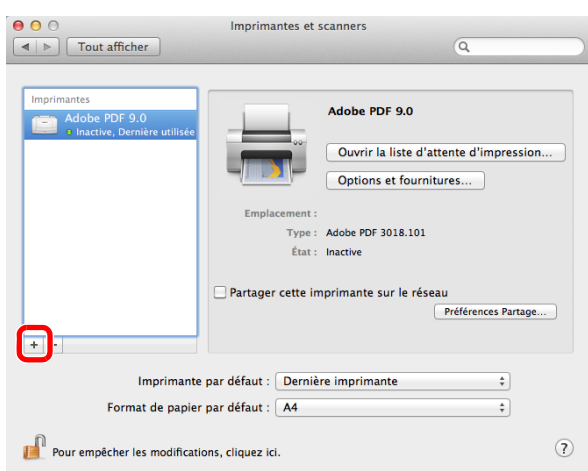 Imprimantes et scanners
Tout afficher
Imprimantes
Adobe PDF 9.0
Inactive, Dernière utilisée
Adobe PDF 9.0
Ouvrir la liste d'attente d'impression...
Options et fournitures...
Emplacement :
Type : Adobe PDF 3018.101
État : Inactive
Partager cette imprimante sur le réseau
Préférences Partage...
+ -
Imprimante par défaut : Dernière imprimante
Format de papier par défaut : A4
Pour empêcher les modifications, cliquez ici.
?